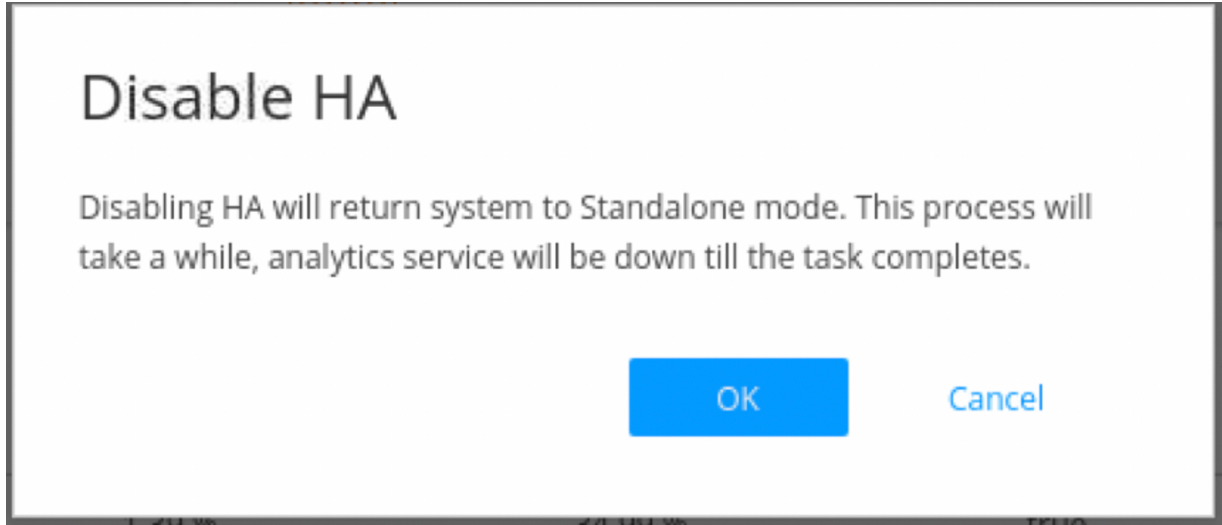 Disable HA
Disabling HA will return system to Standalone mode. This process will
take a while, analytics service will be down till the task completes.
OK Cancel